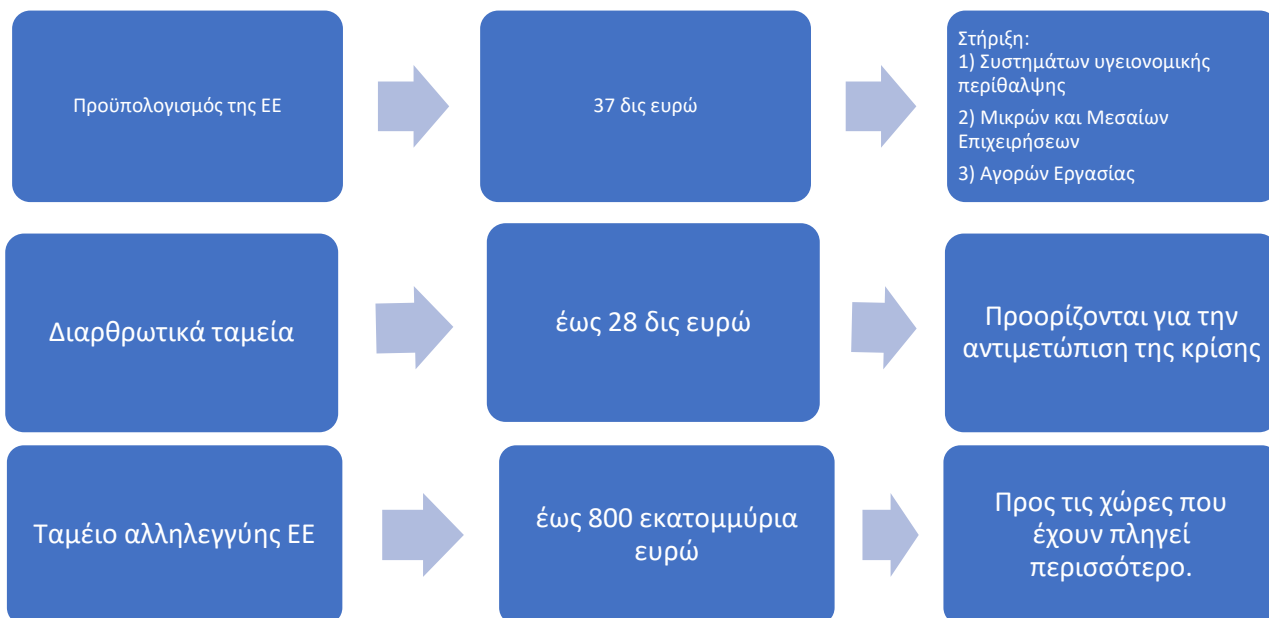 Προϋπολογισμός της ΕΕ
37 δις ευρώ
Στήριξη:
1) Συστημάτων υγειονομικής
περίθαλψης
2) Μικρών και Μεσαίων
Επιχειρήσεων
3) Αγορών Εργασίας
Διαρθρωτικά ταμεία
έως 28 δις ευρώ
Προορίζονται για την
αντιμετώπιση της κρίσης
Ταμέιο αλληλεγγύης ΕΕ
έως 800 εκατομμύρια
ευρώ
Προς τις χώρες που
έχουν πληγεί
περισσότερο.